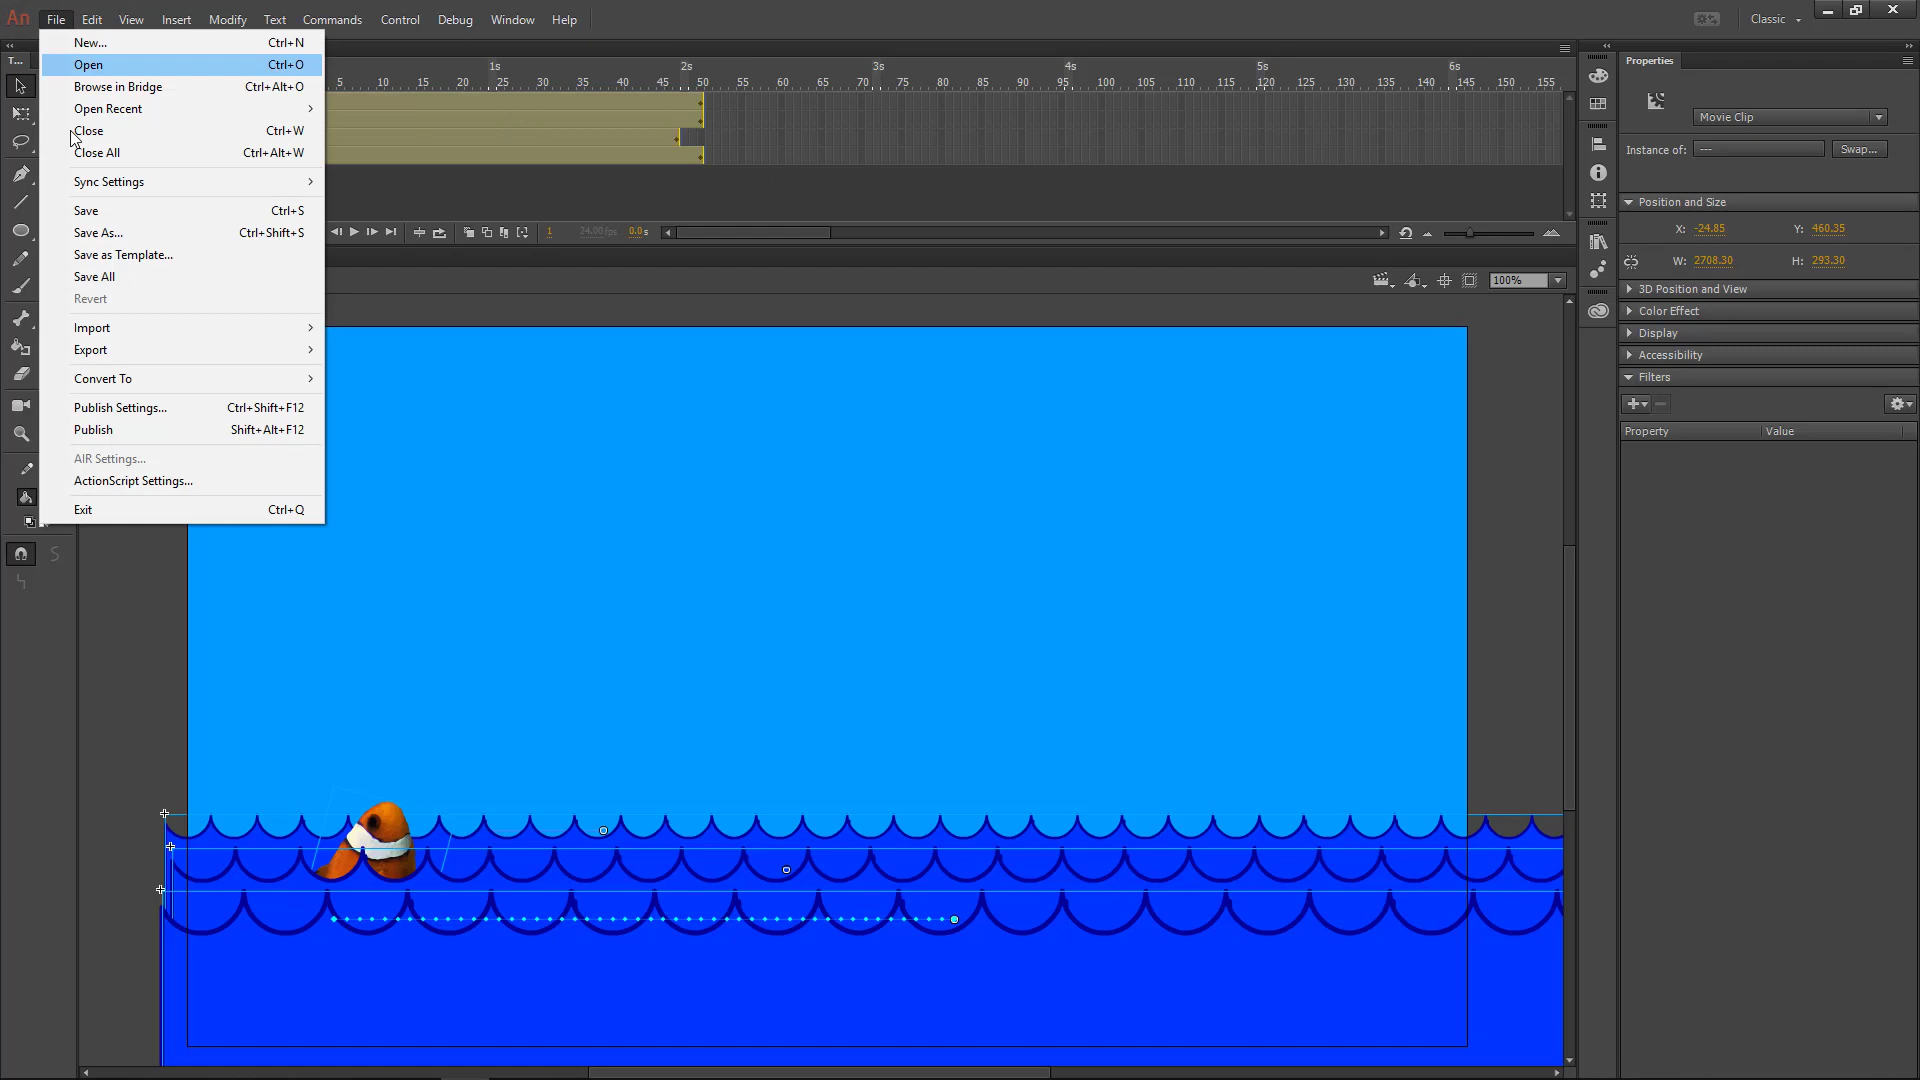 An File Edit View Insert Modify Text Commands Control Debug Window Help Classic
New... Ctrl+N
Open Ctrl+O
Browse in Bridge Ctrl+Alt+O
Open Recent
Close Ctrl+W
Close All Ctrl+Alt+W
Sync Settings
Save Ctrl+S
Save As... Ctrl+Shift+S
Save as Template...
Save All
Revert
Import
Export
Convert To
Publish Settings... Ctrl+Shift+F12
Publish Shift+Alt+F12
AIR Settings...
ActionScript Settings...
Exit Ctrl+Q
T...
1s 2s 3s 4s 5s 6s
5 10 15 20 25 30 35 40 45 50 55 60 65 70 75 80 85 90 95 100 105 110 115 120 125 130 135 140 145 150 155
1 24.00fps 0.0s
100%
Properties
Movie Clip
Instance of: --- Swap...
Position and Size
X: -24.85 Y: 460.35
W: 2708.30 H: 293.30
3D Position and View
Color Effect
Display
Accessibility
Filters
Property Value